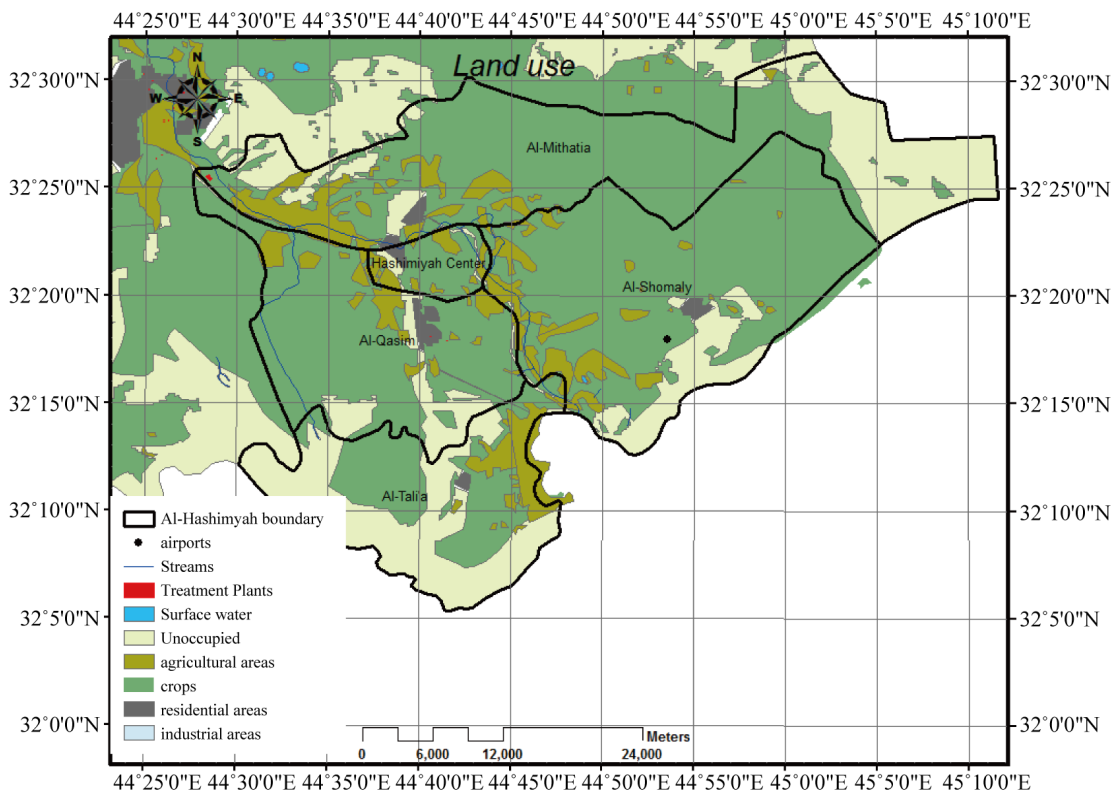 44°25'0"E 44°30'0"E 44°35'0"E 44°40'0"E 44°45'0"E 44°50'0"E 44°55'0"E 45°0'0"E 45°5'0"E 45°10'0"E
Land use
N
W E
S
32°30'0"N 32°30'0"N
Al-Mithatia
32°25'0"N 32°25'0"N
Hashimiyah Center
Al-Shomaly
32°20'0"N 32°20'0"N
Al-Qasim
32°15'0"N 32°15'0"N
Al-Tali'a
32°10'0"N 32°10'0"N
Al-Hashimyah boundary
airports
Streams
Treatment Plants
32°5'0"N 32°5'0"N
Surface water
Unoccupied
agricultural areas
crops
residential areas
32°0'0"N 32°0'0"N
industrial areas
Meters
0 6,000 12,000 24,000
44°25'0"E 44°30'0"E 44°35'0"E 44°40'0"E 44°45'0"E 44°50'0"E 44°55'0"E 45°0'0"E 45°5'0"E 45°10'0"E